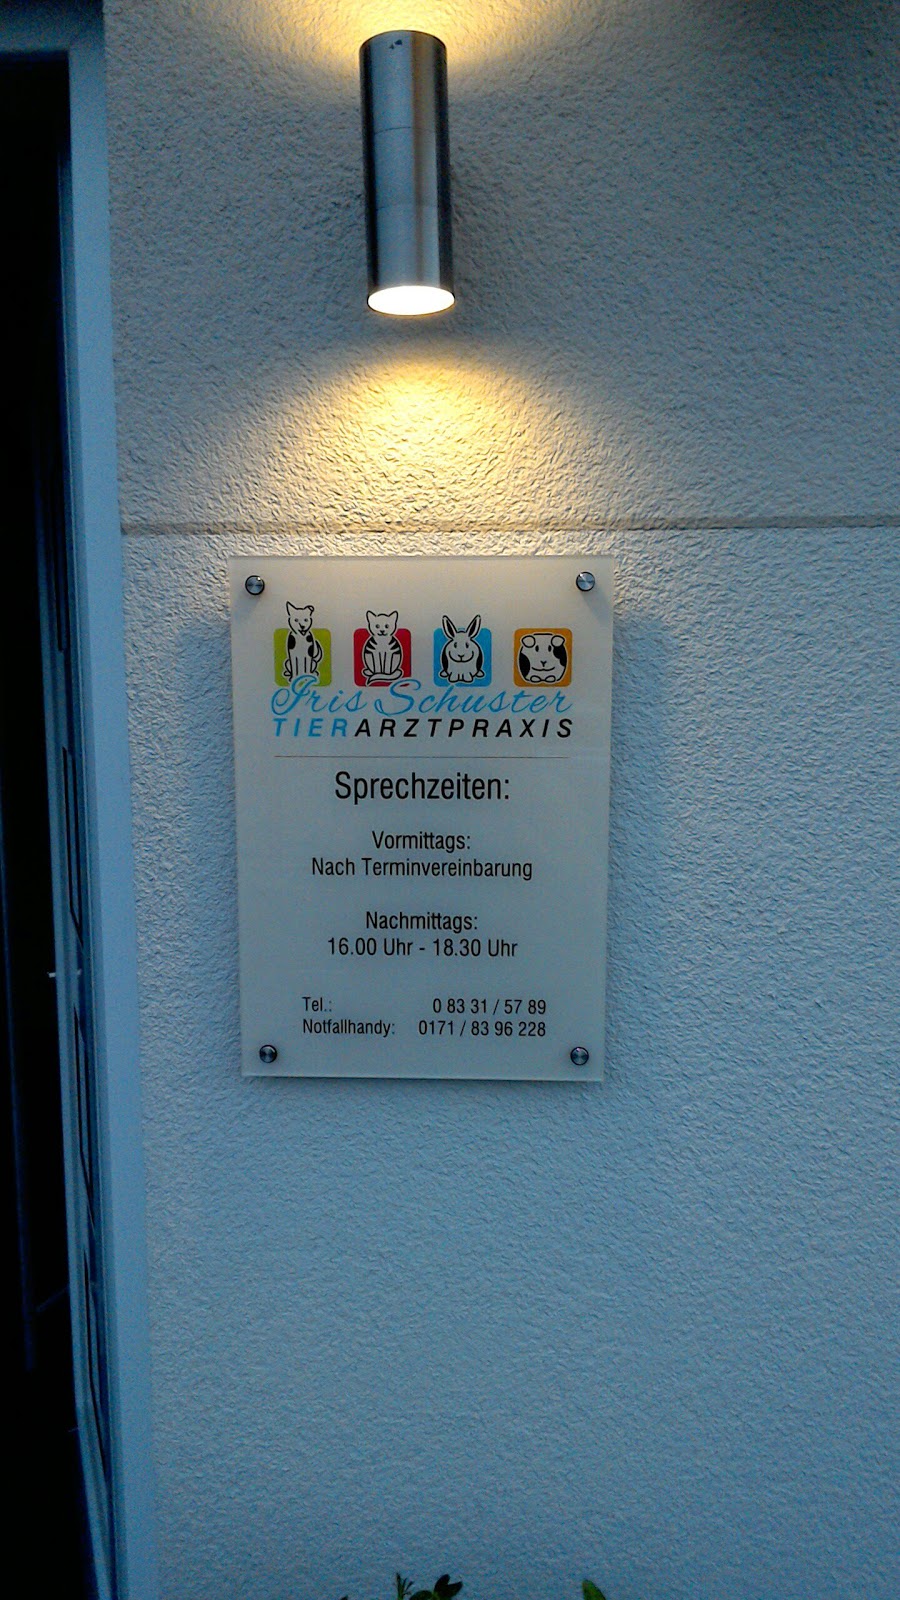 Iris Schuster
TIERARZTPRAXIS
Sprechzeiten:
Vormittags:
Nach Terminvereinbarung
Nachmittags:
16.00 Uhr - 18.30 Uhr
Tel.: 0 83 31 / 57 89
Notfallhandy: 0171 / 83 96 228